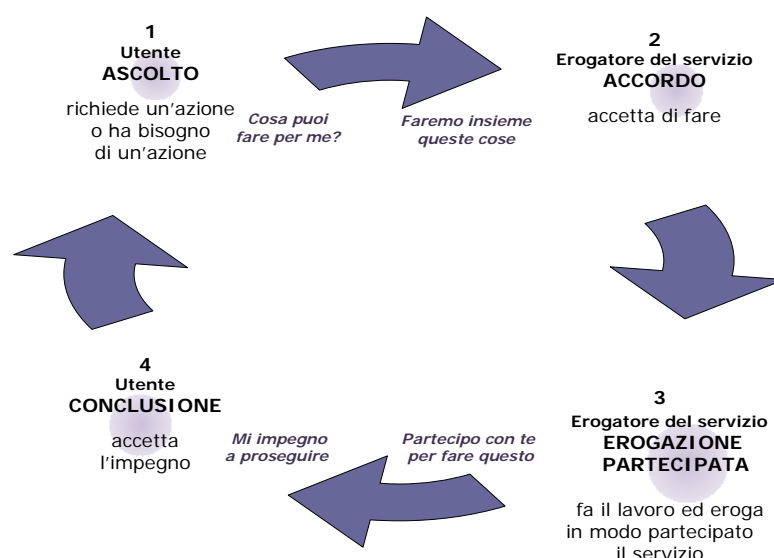 1
Utente
ASCOLTO
richiede un'azione
o ha bisogno
di un'azione
Cosa puoi
fare per me?
Faremo insieme
queste cose
2
Erogatore del servizio
ACCORDO
accetta di fare
3
Erogatore del servizio
EROGAZIONE
PARTECIPATA
fa il lavoro ed eroga
in modo partecipato
il servizio
Partecipo con te
per fare questo
Mi impegno
a proseguire
4
Utente
CONCLUSIONE
accetta
l'impegno